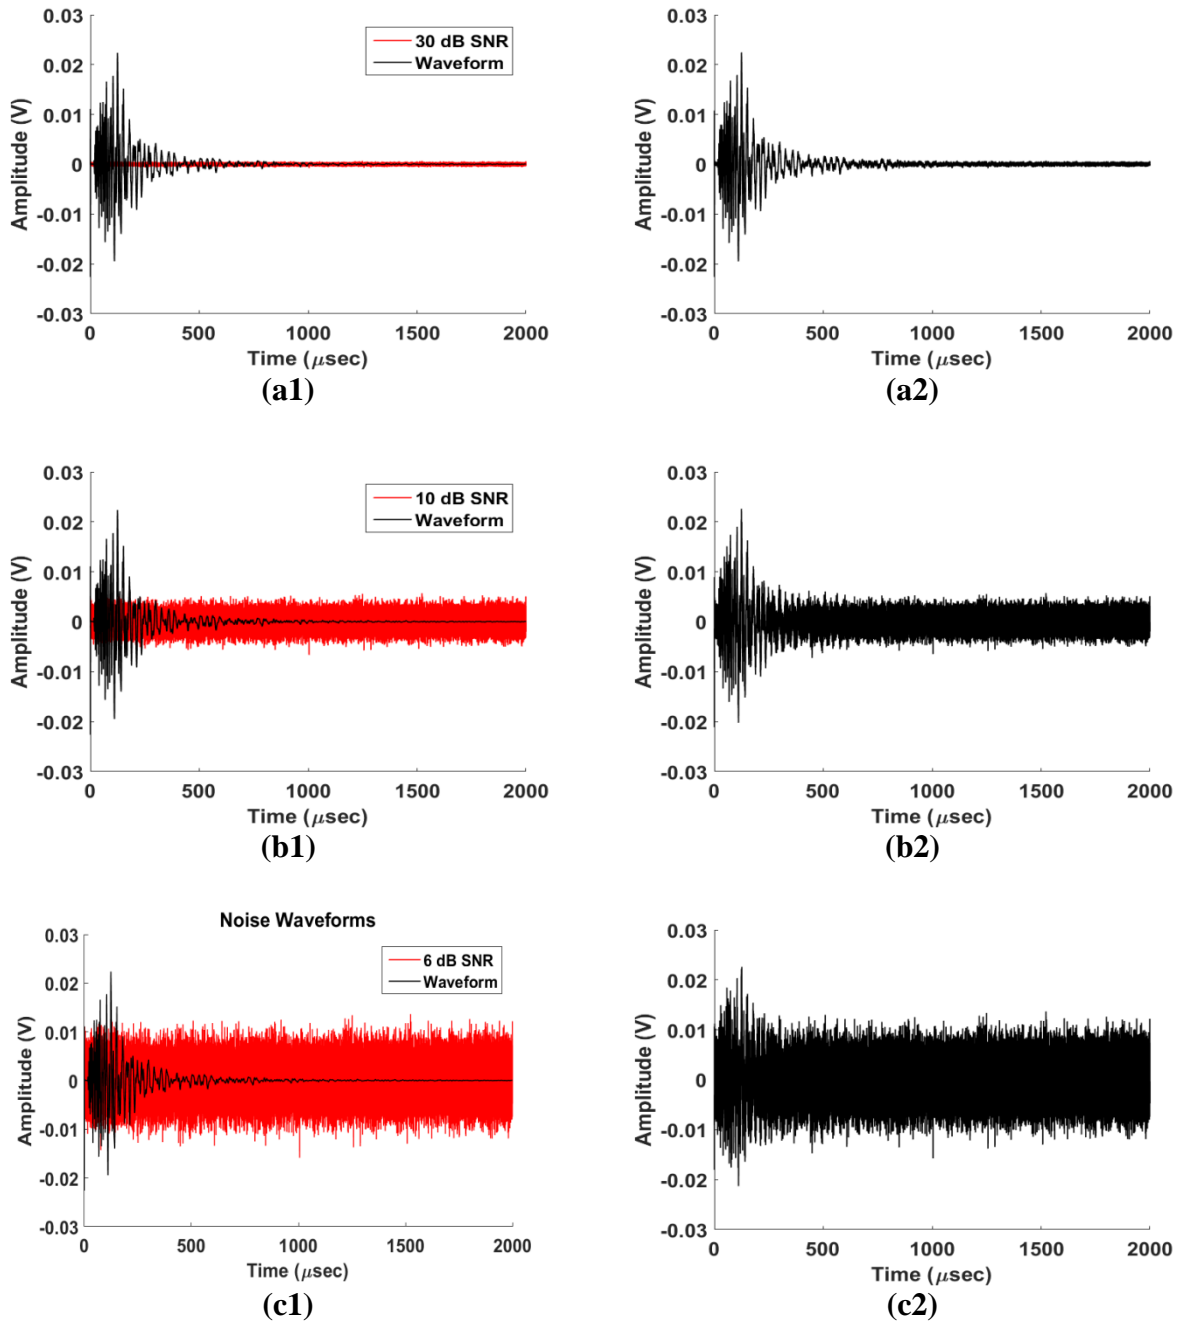 0.03
0.02
0.01
0
-0.01
-0.02
-0.03
Amplitude (V)
30 dB SNR
Waveform
0 500 1000 1500 2000
Time (μsec)
(a1)
0.03
0.02
0.01
0
-0.01
-0.02
-0.03
Amplitude (V)
0 500 1000 1500 2000
Time (μsec)
(a2)
0.03
0.02
0.01
0
-0.01
-0.02
-0.03
Amplitude (V)
10 dB SNR
Waveform
0 500 1000 1500 2000
Time (μsec)
(b1)
0.03
0.02
0.01
0
-0.01
-0.02
-0.03
Amplitude (V)
0 500 1000 1500 2000
Time (μsec)
(b2)
Noise Waveforms
0.03
0.02
0.01
0
-0.01
-0.02
-0.03
Amplitude (V)
6 dB SNR
Waveform
0 500 1000 1500 2000
Time (μsec)
(c1)
0.03
0.02
0.01
0
-0.01
-0.02
-0.03
Amplitude (V)
0 500 1000 1500 2000
Time (μsec)
(c2)